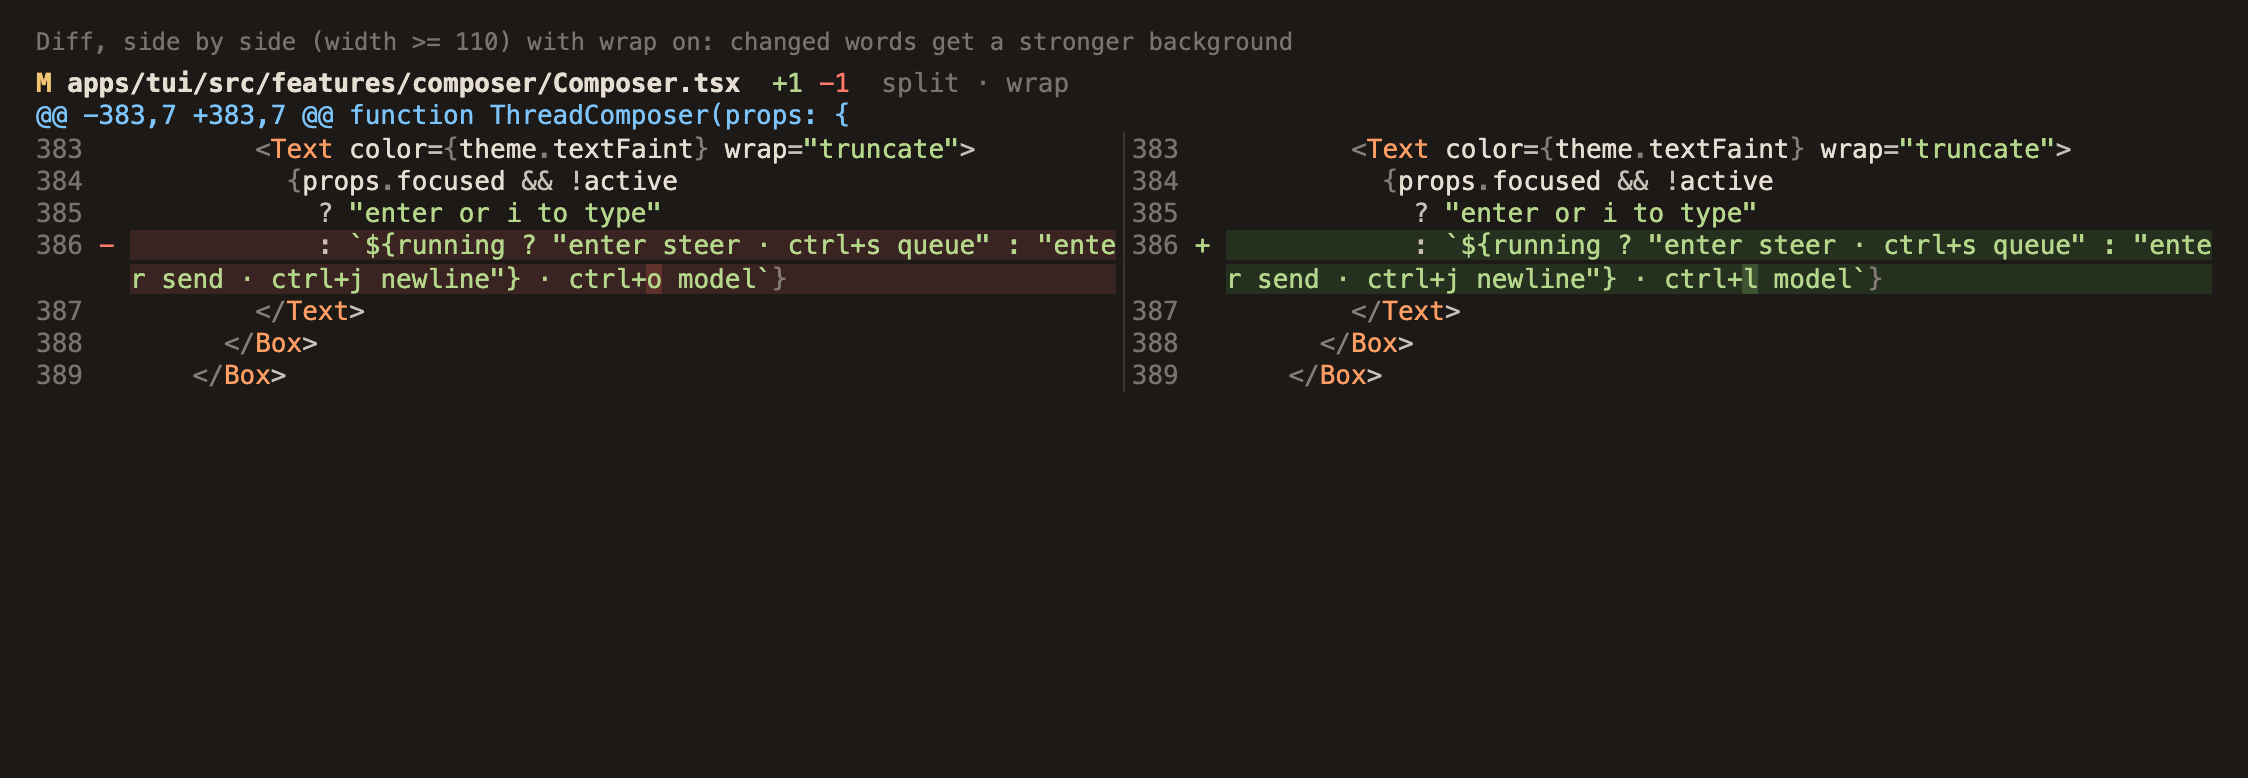 Diff, side by side (width >= 110) with wrap on: changed words get a stronger background
M apps/tui/src/features/composer/Composer.tsx  +1 −1  split · wrap
@@ −383,7 +383,7 @@ function ThreadComposer(props: {
383           <Text color={theme.textFaint} wrap="truncate">
384             {props.focused && !active
385               ? "enter or i to type"
386 −             : `${running ? "enter steer · ctrl+s queue" : "ente
r send · ctrl+j newline"} · ctrl+o model`}
387           </Text>
388         </Box>
389       </Box>
383           <Text color={theme.textFaint} wrap="truncate">
384             {props.focused && !active
385               ? "enter or i to type"
386 +             : `${running ? "enter steer · ctrl+s queue" : "ente
r send · ctrl+j newline"} · ctrl+l model`}
387           </Text>
388         </Box>
389       </Box>